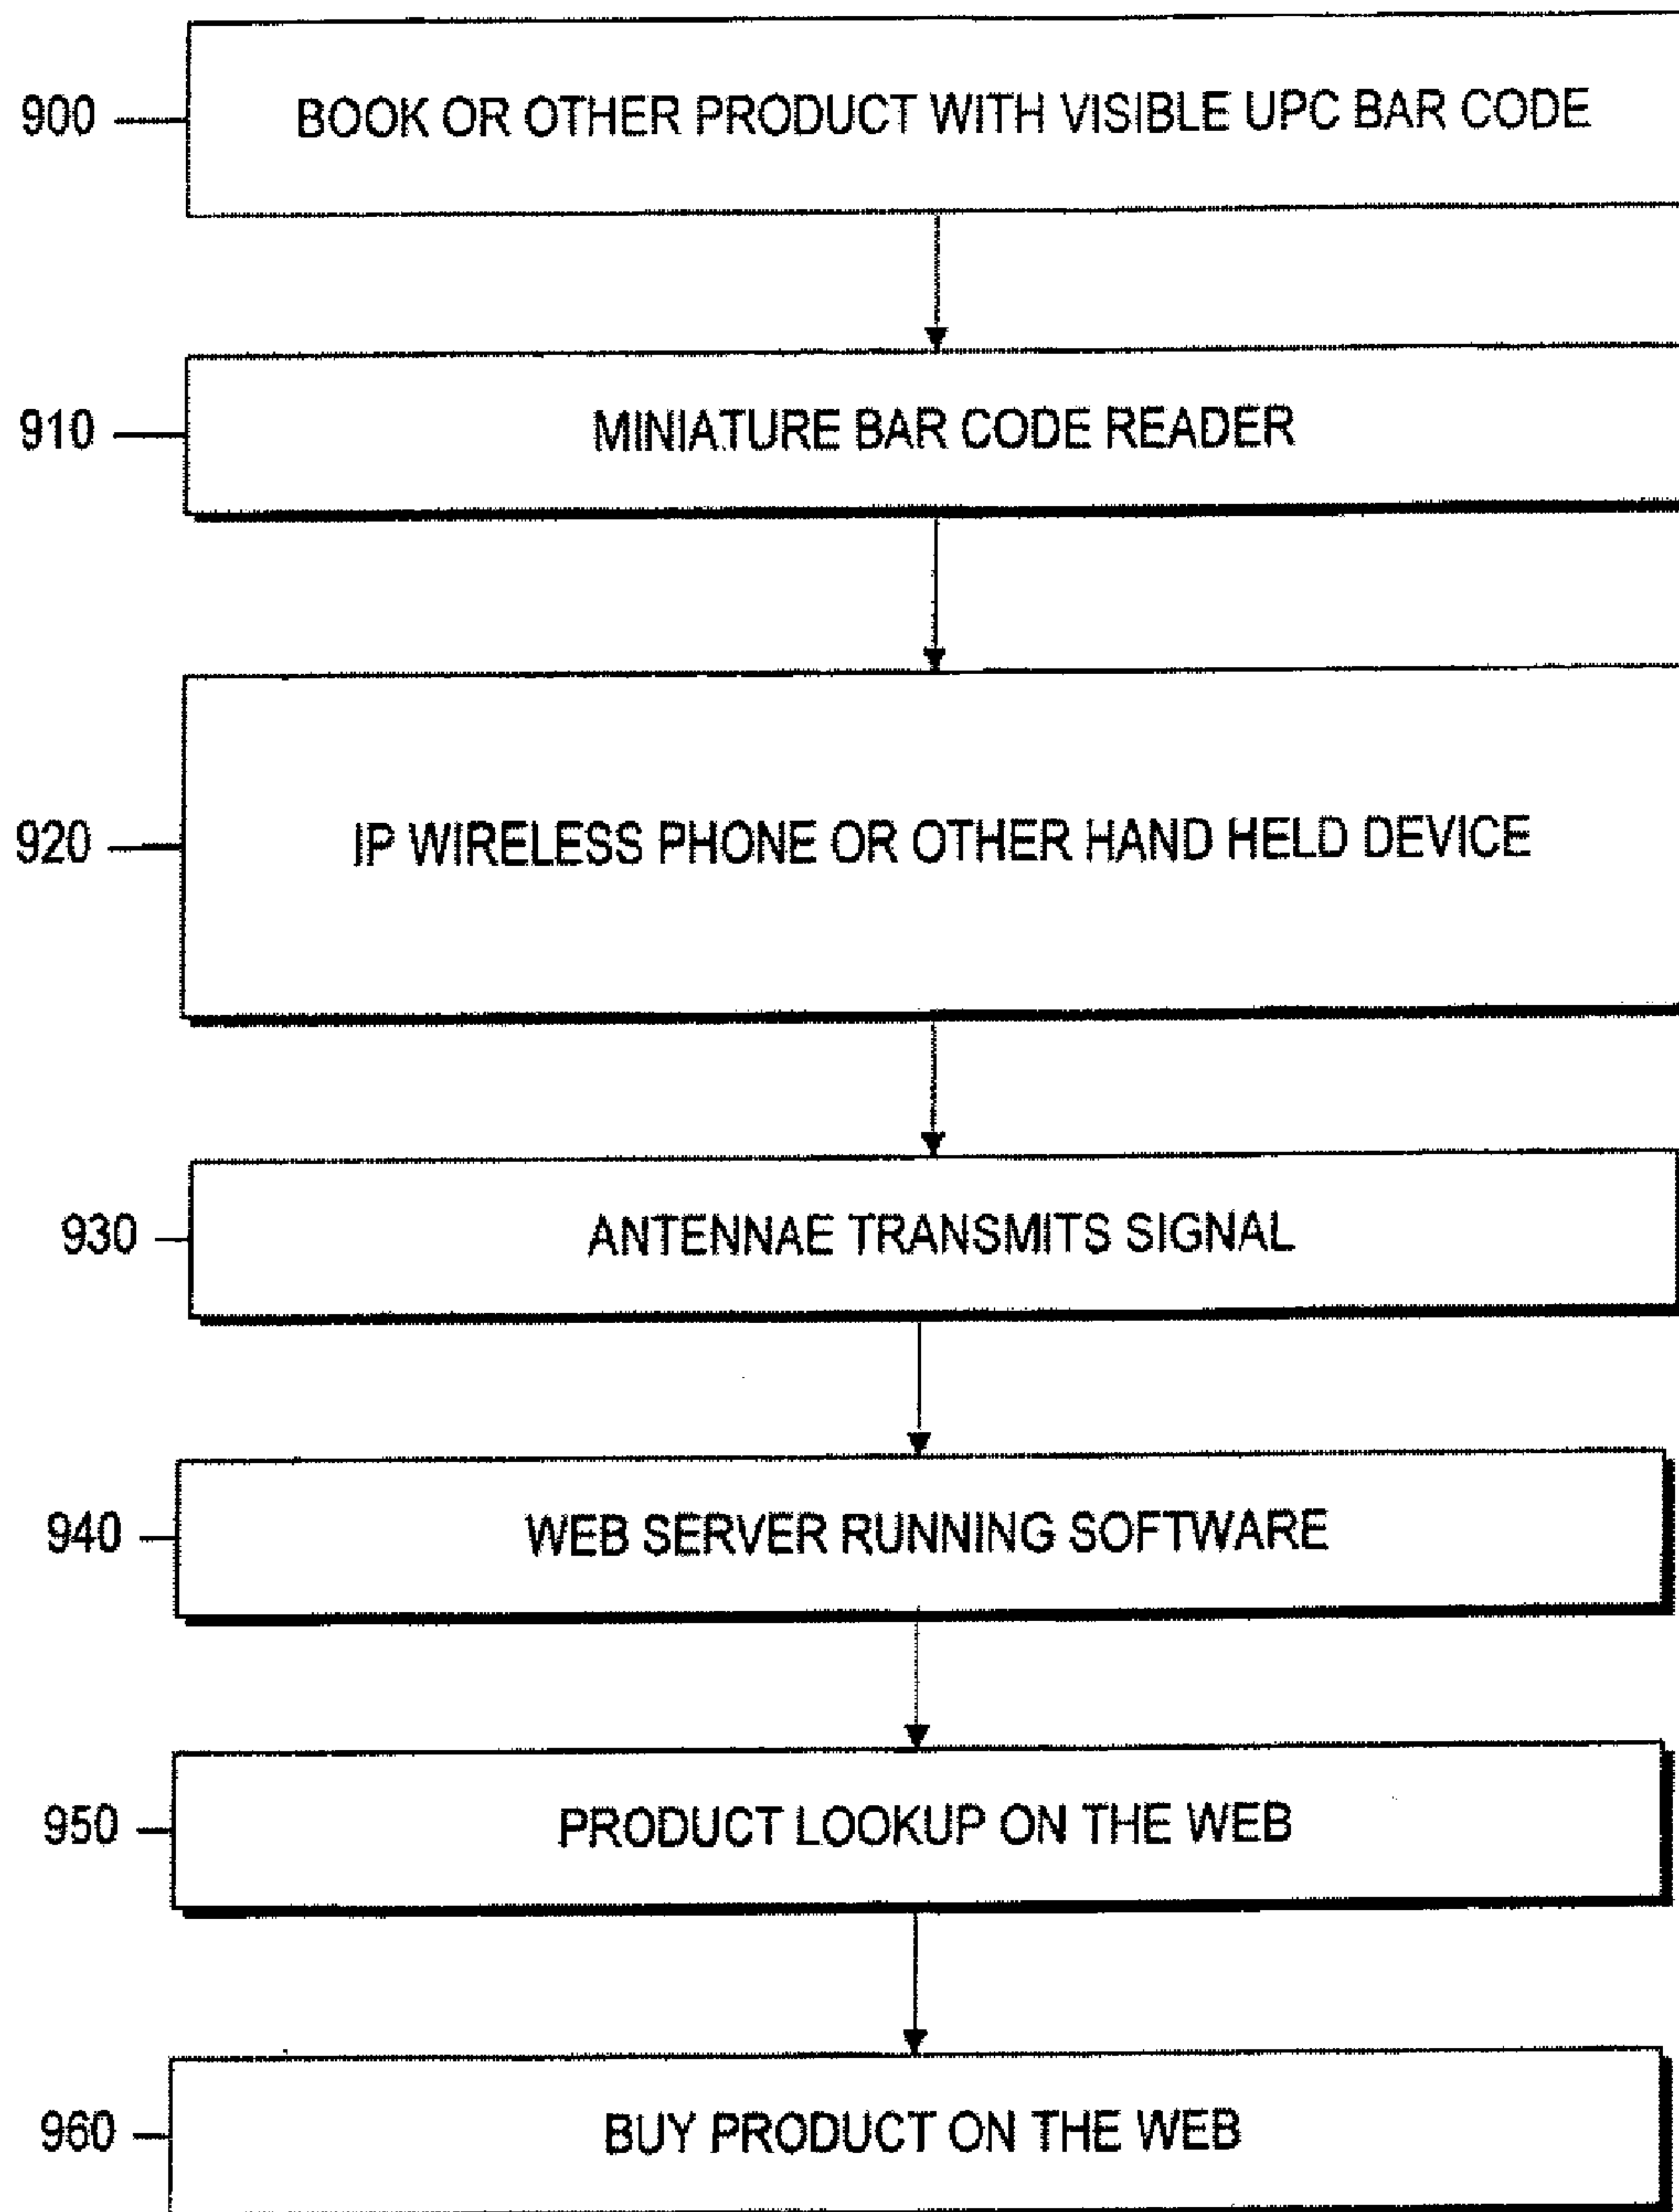 900 BOOK OR OTHER PRODUCT WITH VISIBLE UPC BAR CODE
910 MINIATURE BAR CODE READER
920 IP WIRELESS PHONE OR OTHER HAND HELD DEVICE
930 ANTENNAE TRANSMITS SIGNAL
940 WEB SERVER RUNNING SOFTWARE
950 PRODUCT LOOKUP ON THE WEB
960 BUY PRODUCT ON THE WEB